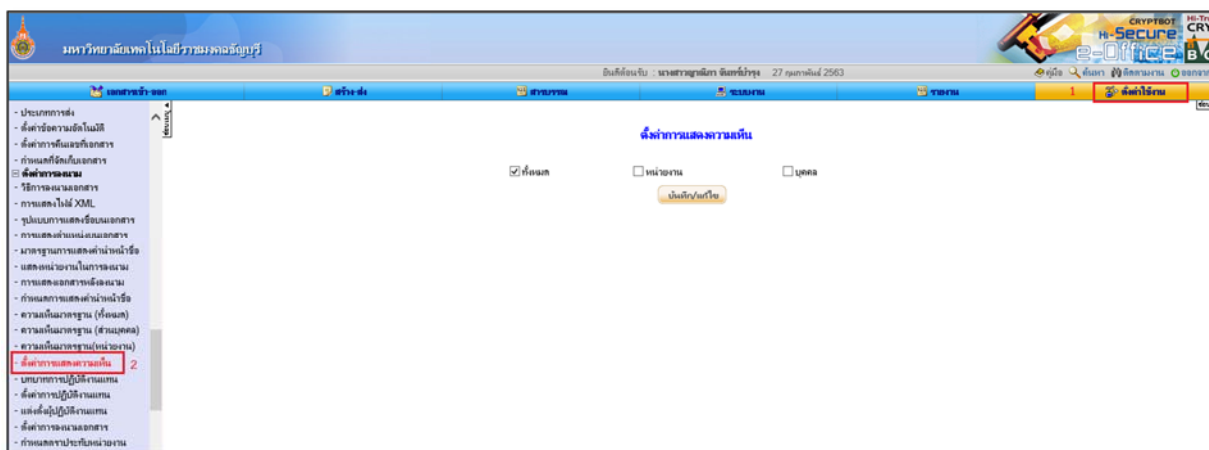 CRYPTBOT
Hi-Secure
e-Office
มหาวิทยาลัยเทคโนโลยีราชมงคลธัญบุรี
ยินดีต้อนรับ : นางสาวญาณิภา จันทร์บำรุง 27 กุมภาพันธ์ 2563
คู่มือ ค้นหา ติดตามงาน ออกจาก
เอกสารเข้า-ออก สร้าง-ส่ง สารบรรณ ระบบงาน รายงาน 1 ตั้งค่าใช้งาน
- ประเภทการส่ง
- ตั้งค่าข้อความอัตโนมัติ
- ตั้งค่าการคืนเลขที่เอกสาร
- กำหนดที่จัดเก็บเอกสาร
ตั้งค่าการลงนาม
- วิธีการลงนามเอกสาร
- การแสดงไฟล์ XML
- รูปแบบการแสดงชื่อบนเอกสาร
- การแสดงตำแหน่งบนเอกสาร
- มาตรฐานการแสดงคำนำหน้าชื่อ
- แสดงหน่วยงานในการลงนาม
- การแสดงเอกสารหลังลงนาม
- กำหนดการแสดงคำนำหน้าชื่อ
- ความเห็นมาตรฐาน (ทั้งหมด)
- ความเห็นมาตรฐาน (ส่วนบุคคล)
- ความเห็นมาตรฐาน(หน่วยงาน)
- ตั้งค่าการแสดงความเห็น 2
- บทบาทการปฏิบัติงานแทน
- ตั้งค่าการปฏิบัติงานแทน
- แต่งตั้งผู้ปฏิบัติงานแทน
- ตั้งค่าการลงนามเอกสาร
- กำหนดตราประทับหน่วยงาน
ตั้งค่าการแสดงความเห็น
ทั้งหมด หน่วยงาน บุคคล
บันทึก/แก้ไข